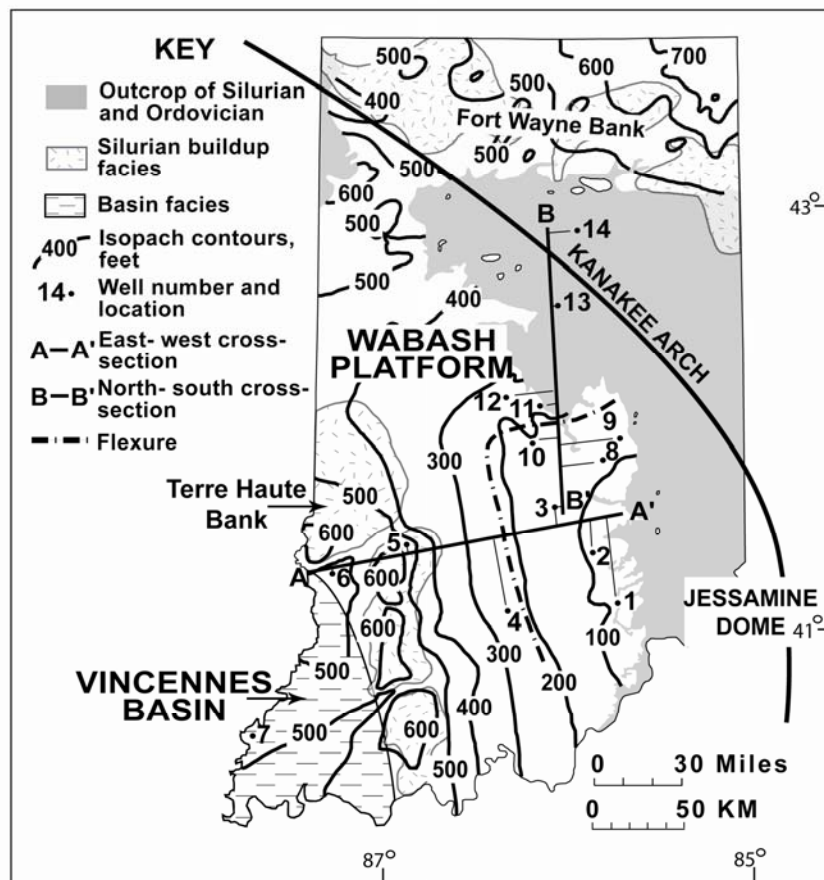 KEY
Outcrop of Silurian
and Ordovician
Silurian buildup
facies
Basin facies
400 Isopach contours,
feet
14 Well number and
location
A—A' East- west cross-
section
B—B' North- south cross-
section
Flexure
500
400
500
600
700
500
Fort Wayne Bank
500
500
600
500
500
43°
B
14
KANAKEE ARCH
13
400
WABASH
PLATFORM
12
11
9
10
8
300
Terre Haute
Bank
500
600
3
B'
A'
5
2
A
6
600
1
4
100
JESSAMINE
DOME
41°
600
500
300
200
VINCENNES
BASIN
400
7
500
600
500
0 30 Miles
0 50 KM
87°
85°